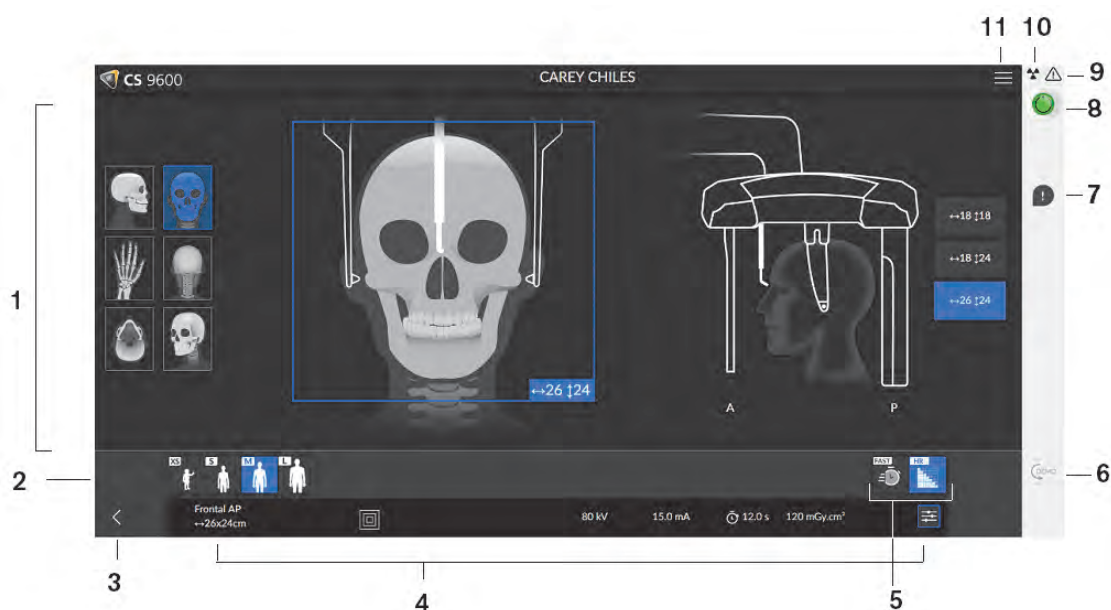 11 10
CS 9600
CAREY CHILES
9
8
7
↔18 ↕18
↔18 ↕24
↔26 ↕24
1
↔26 ↕24
A
P
XS
S
M
L
FAST
HR
2
DEMO
6
Frontal AP
↔26x24cm
80 kV
15.0 mA
12.0 s
120 mGy.cm²
3
4
5